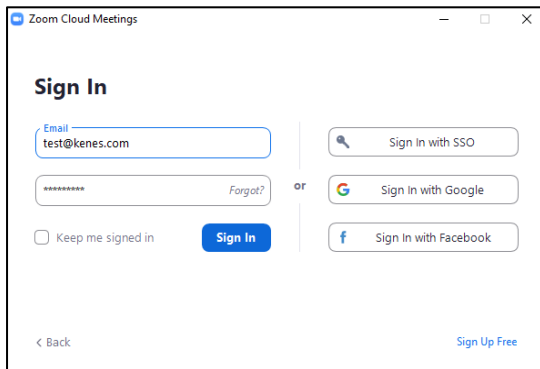 Zoom Cloud Meetings
Sign In
Email
test@kenes.com
*********
Forgot?
Keep me signed in
Sign In
or
Sign In with SSO
Sign In with Google
Sign In with Facebook
Back
Sign Up Free